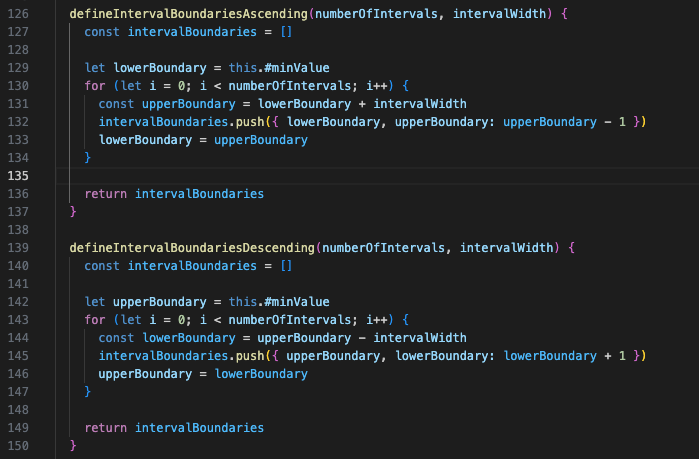 126 defineIntervalBoundariesAscending(numberOfIntervals, intervalWidth) {
127 const intervalBoundaries = []
128
129 let lowerBoundary = this.#minValue
130 for (let i = 0; i < numberOfIntervals; i++) {
131 const upperBoundary = lowerBoundary + intervalWidth
132 intervalBoundaries.push({ lowerBoundary, upperBoundary: upperBoundary - 1 })
133 lowerBoundary = upperBoundary
134 }
135
136 return intervalBoundaries
137 }
138
139 defineIntervalBoundariesDescending(numberOfIntervals, intervalWidth) {
140 const intervalBoundaries = []
141
142 let upperBoundary = this.#minValue
143 for (let i = 0; i < numberOfIntervals; i++) {
144 const lowerBoundary = upperBoundary - intervalWidth
145 intervalBoundaries.push({ upperBoundary, lowerBoundary: lowerBoundary + 1 })
146 upperBoundary = lowerBoundary
147 }
148
149 return intervalBoundaries
150 }